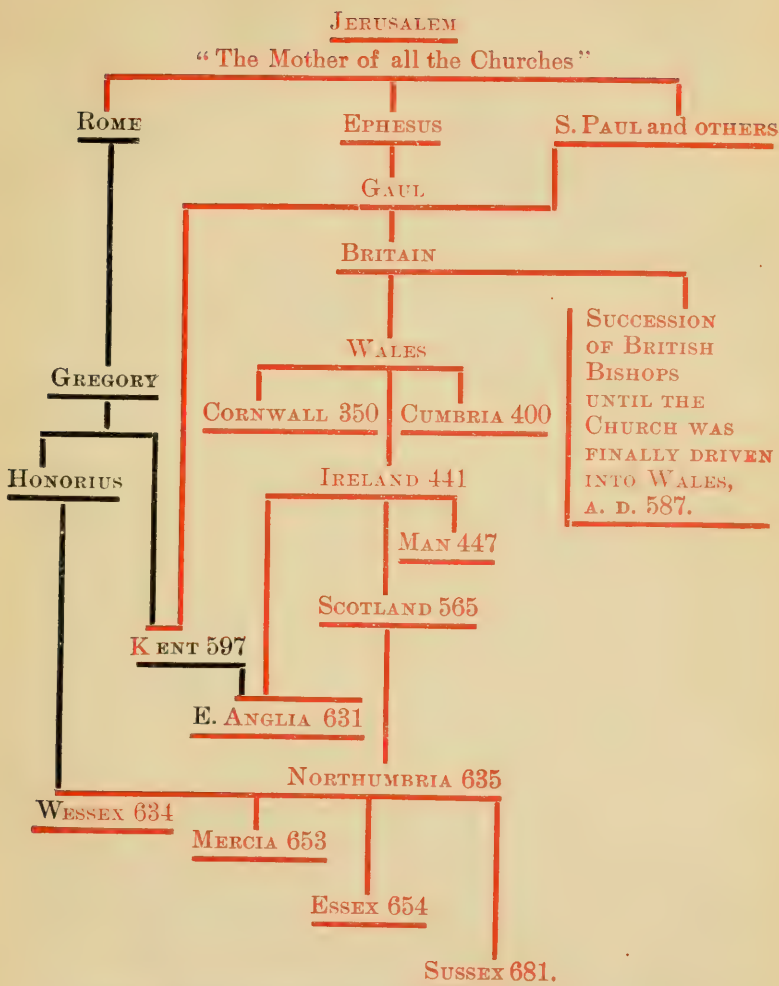 JERUSALEM
"The Mother of all the Churches"
ROME
EPHESUS
S. PAUL and OTHERS
GAUL
BRITAIN
SUCCESSION
OF BRITISH
BISHOPS
UNTIL THE
CHURCH WAS
FINALLY DRIVEN
INTO WALES,
A. D. 587.
WALES
GREGORY
CORNWALL 350
CUMBRIA 400
HONORIUS
IRELAND 441
MAN 447
SCOTLAND 565
KENT 597
E. ANGLIA 631
NORTHUMBRIA 635
WESSEX 634
MERCIA 653
ESSEX 654
SUSSEX 681.